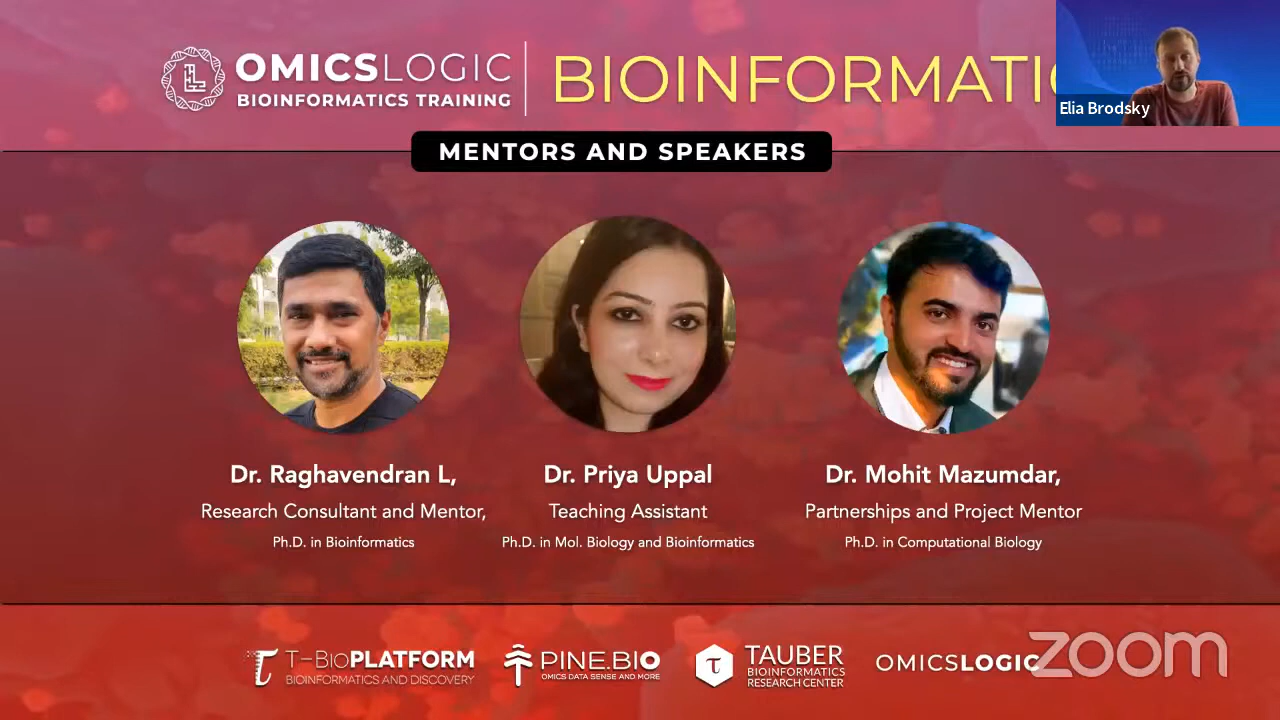 OMICSLOGIC
BIOINFORMATICS TRAINING
BIOINFORMATIC
Elia Brodsky
MENTORS AND SPEAKERS
Dr. Raghavendran L,
Research Consultant and Mentor,
Ph.D. in Bioinformatics
Dr. Priya Uppal
Teaching Assistant
Ph.D. in Mol. Biology and Bioinformatics
Dr. Mohit Mazumdar,
Partnerships and Project Mentor
Ph.D. in Computational Biology
T-BioPLATFORM
BIOINFORMATICS AND DISCOVERY
PINE.BIO
OMICS DATA SENSE AND MORE
TAUBER
BIOINFORMATICS
RESEARCH CENTER
OMICSLOGIC
zoom